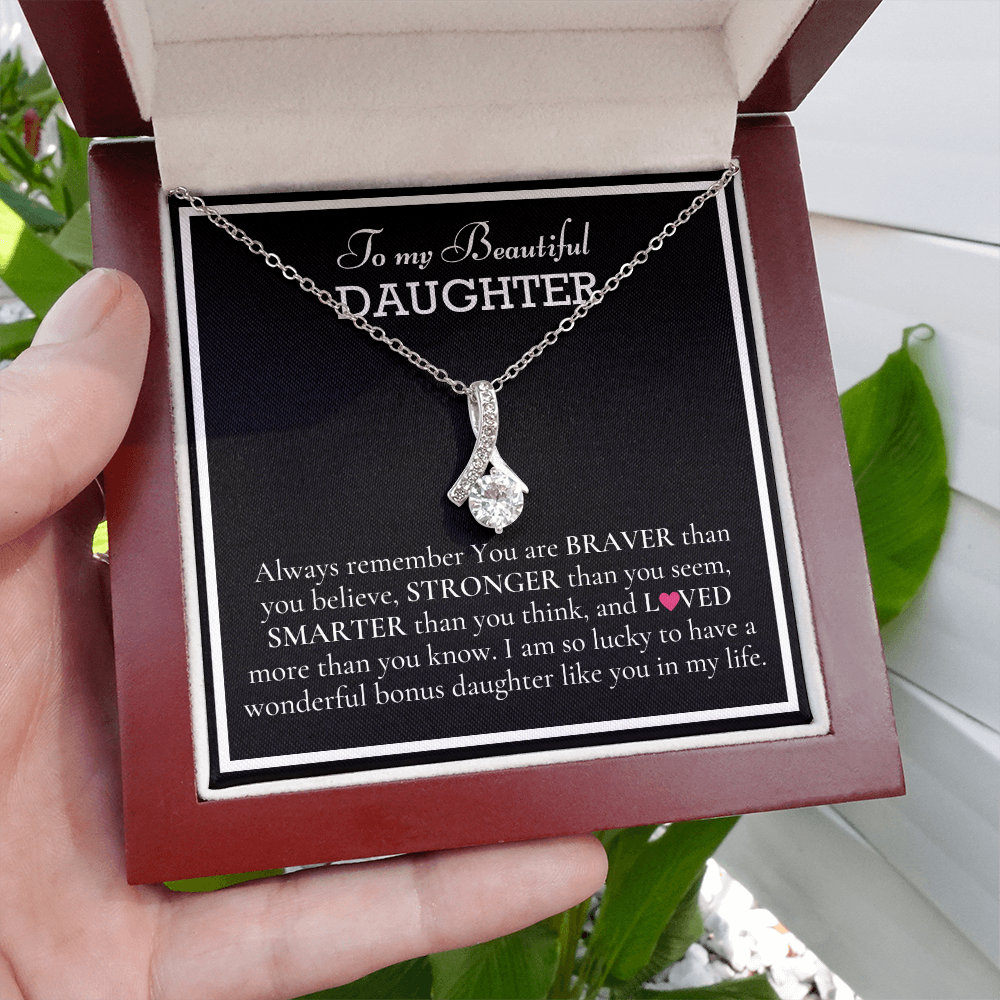 To my Beautiful
DAUGHTER
Always remember You are BRAVER than
you believe, STRONGER than you seem,
SMARTER than you think, and L♥VED
more than you know. I am so lucky to have a
wonderful bonus daughter like you in my life.